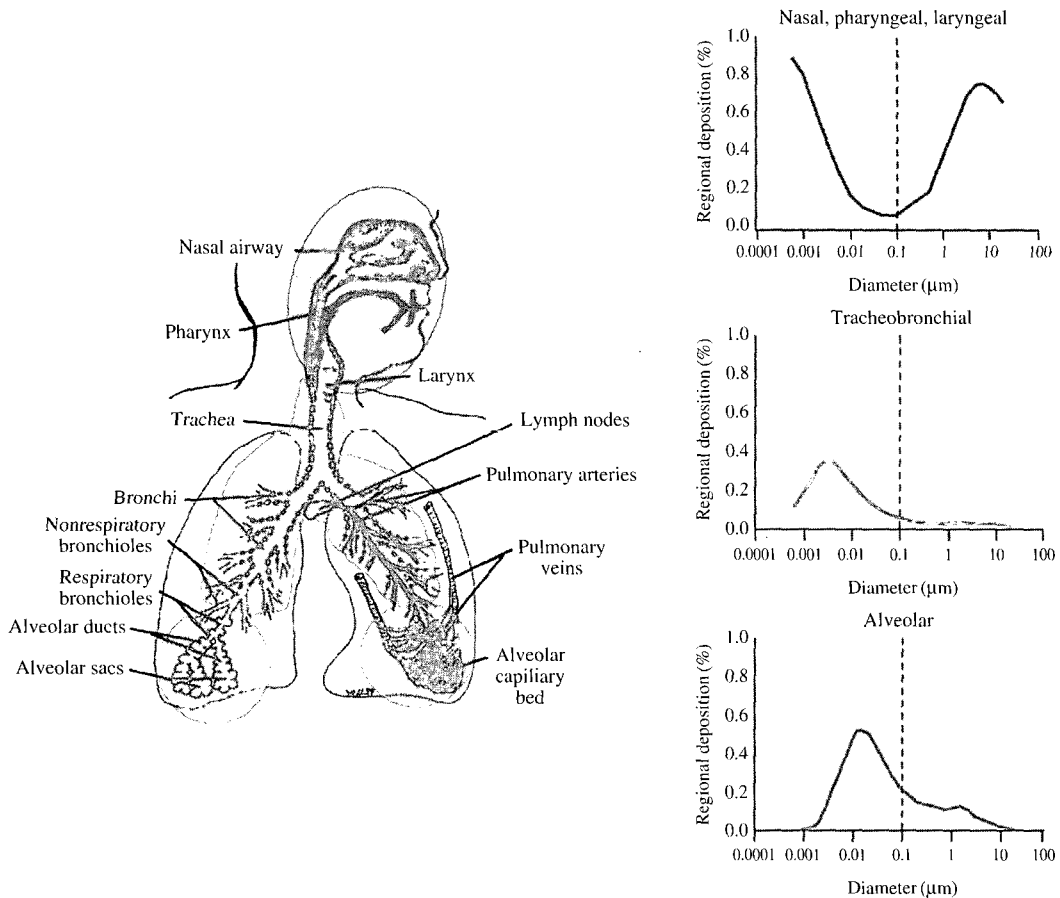 Nasal airway
Pharynx
Larynx
Trachea
Lymph nodes
Pulmonary arteries
Bronchi
Nonrespiratory
bronchioles
Pulmonary
veins
Respiratory
bronchioles
Alveolar ducts
Alveolar sacs
Alveolar
capiliary
bed
Nasal, pharyngeal, laryngeal
Regional deposition (%)
1.0
0.8
0.6
0.4
0.2
0.0
0.0001 0.001 0.01 0.1 1 10 100
Diameter (μm)
Tracheobronchial
Regional deposition (%)
1.0
0.8
0.6
0.4
0.2
0.0
0.0001 0.001 0.01 0.1 1 10 100
Diameter (μm)
Alveolar
Regional deposition (%)
1.0
0.8
0.6
0.4
0.2
0.0
0.0001 0.001 0.01 0.1 1 10 100
Diameter (μm)